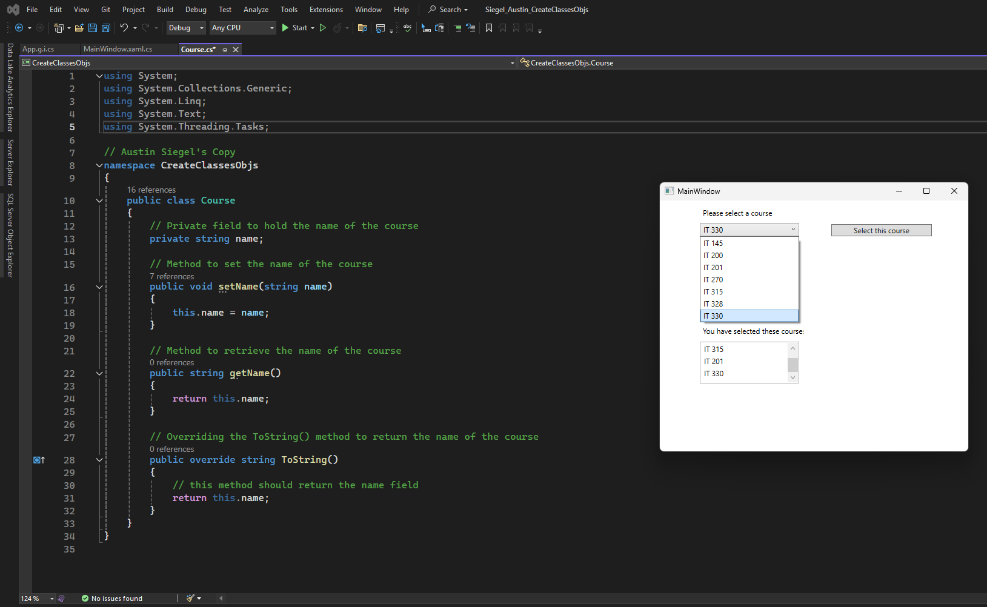 File Edit View Git Project Build Debug Test Analyze Tools Extensions Window Help Search Siegel_Austin_CreateClassesObjs
Debug Any CPU Start
App.g.i.cs MainWindow.xaml.cs Course.cs*
CreateClassesObjs CreateClassesObjs.Course
Data Lake Analytics Explorer
Server Explorer
SQL Server Object Explorer
1 using System;
2 using System.Collections.Generic;
3 using System.Linq;
4 using System.Text;
5 using System.Threading.Tasks;
6
7 // Austin Siegel's Copy
8 namespace CreateClassesObjs
9 {
16 references
10 public class Course
11 {
12 // Private field to hold the name of the course
13 private string name;
14
15 // Method to set the name of the course
7 references
16 public void setName(string name)
17 {
18 this.name = name;
19 }
20
21 // Method to retrieve the name of the course
0 references
22 public string getName()
23 {
24 return this.name;
25 }
26
27 // Overriding the ToString() method to return the name of the course
0 references
28 public override string ToString()
29 {
30 // this method should return the name field
31 return this.name;
32 }
33 }
34 }
35
124 % No issues found
MainWindow
Please select a course
IT 330
Select this course
IT 145
IT 200
IT 201
IT 270
IT 315
IT 328
IT 330
You have selected these course:
IT 315
IT 201
IT 330